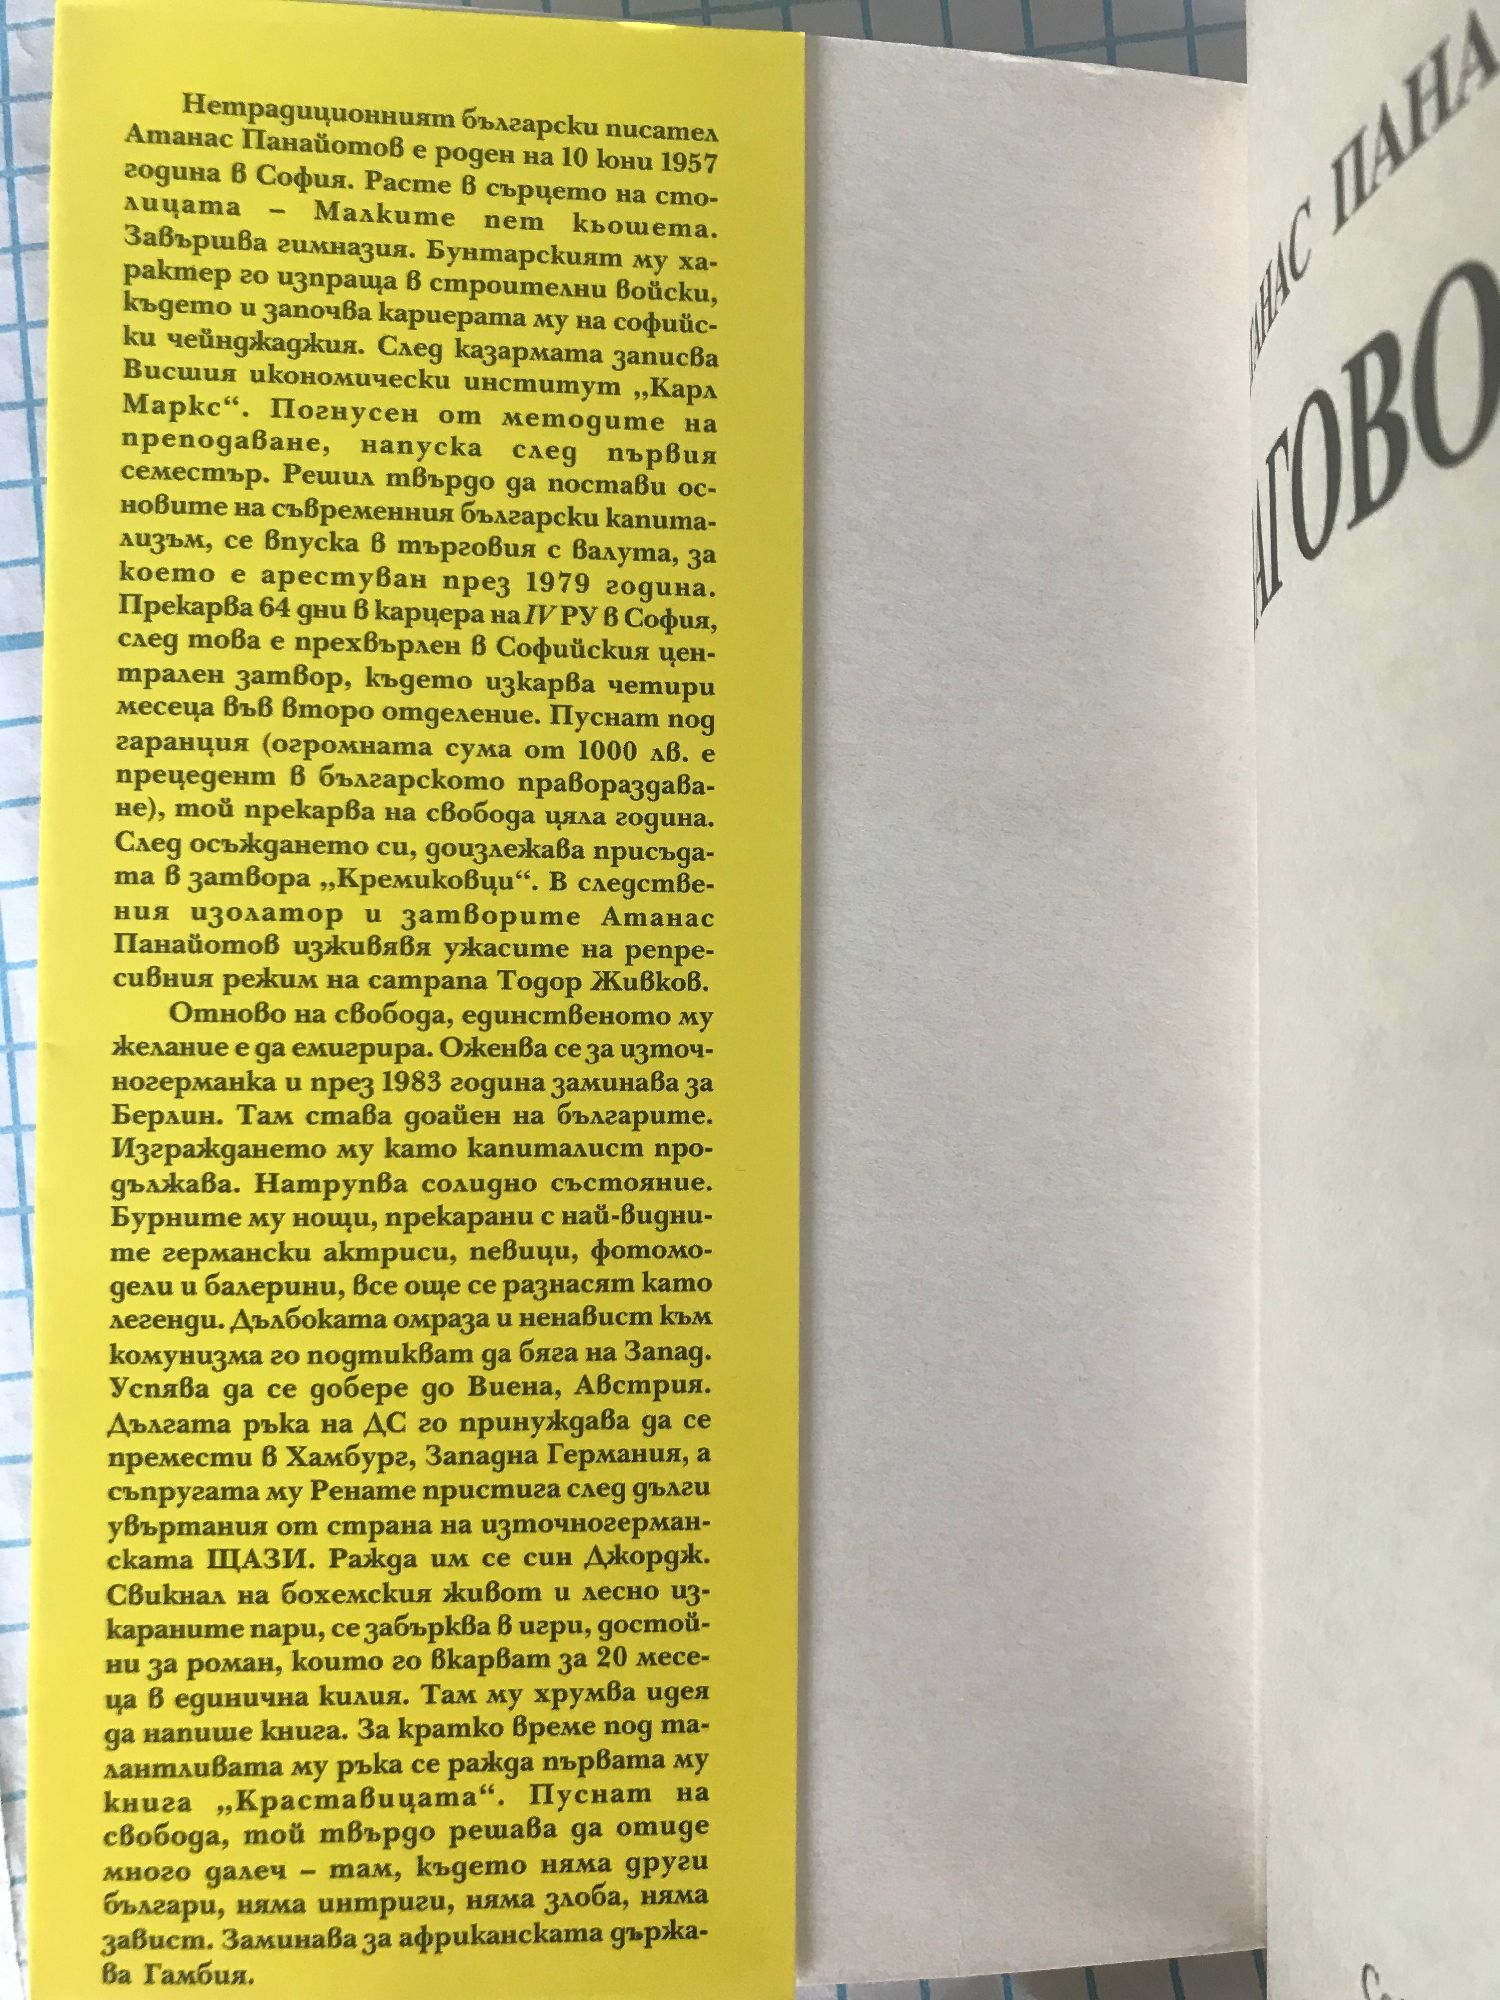 Нетрадиционният български писател
Атанас Панайотов е роден на 10 юни 1957
година в София. Расте в сърцето на сто-
лицата – Малките пет кьошета.
Завършва гимназия. Бунтарският му ха-
рактер го изпраща в строителни войски,
където и започва кариерата му на софийс-
ки чейнджаджия. След казармата записва
Висшия икономически институт „Карл
Маркс“. Погнусен от методите на
преподаване, напуска след първия
семестър. Решил твърдо да постави ос-
новите на съвременния български капита-
лизъм, се впуска в търговия с валута, за
което е арестуван през 1979 година.
Прекарва 64 дни в карцера на IV РУ в София,
след това е прехвърлен в Софийския цен-
трален затвор, където изкарва четири
месеца във второ отделение. Пуснат под
гаранция (огромната сума от 1000 лв. е
прецедент в българското правораздава-
не), той прекарва на свобода цяла година.
След осъждането си, доизлежава присъда-
та в затвора „Кремиковци“. В следстве-
ния изолатор и затворите Атанас
Панайотов изживявя ужасите на репре-
сивния режим на сатрапа Тодор Живков.
Отново на свобода, единственото му
желание е да емигрира. Оженва се за източ-
ногерманка и през 1983 година заминава за
Берлин. Там става доайен на българите.
Изграждането му като капиталист про-
дължава. Натрупва солидно състояние.
Бурните му нощи, прекарани с най-видни-
те германски актриси, певици, фотомо-
дели и балерини, все още се разнасят като
легенди. Дълбоката омраза и ненавист към
комунизма го подтикват да бяга на Запад.
Успява да се добере до Виена, Австрия.
Дългата ръка на ДС го принуждава да се
премести в Хамбург, Западна Германия, а
съпругата му Ренате пристига след дълги
увъртания от страна на източногерман-
ската ЩАЗИ. Ражда им се син Джордж.
Свикнал на бохемския живот и лесно из-
караните пари, се забърква в игри, достой-
ни за роман, които го вкарват за 20 месе-
ца в единична килия. Там му хрумва идея
да напише книга. За кратко време под та-
лантливата му ръка се ражда първата му
книга „Краставицата“. Пуснат на
свобода, той твърдо решава да отиде
много далеч – там, където няма други
българи, няма интриги, няма злоба, няма
завист. Заминава за африканската държа-
ва Гамбия.
АНАС ПАНА
АГОВО